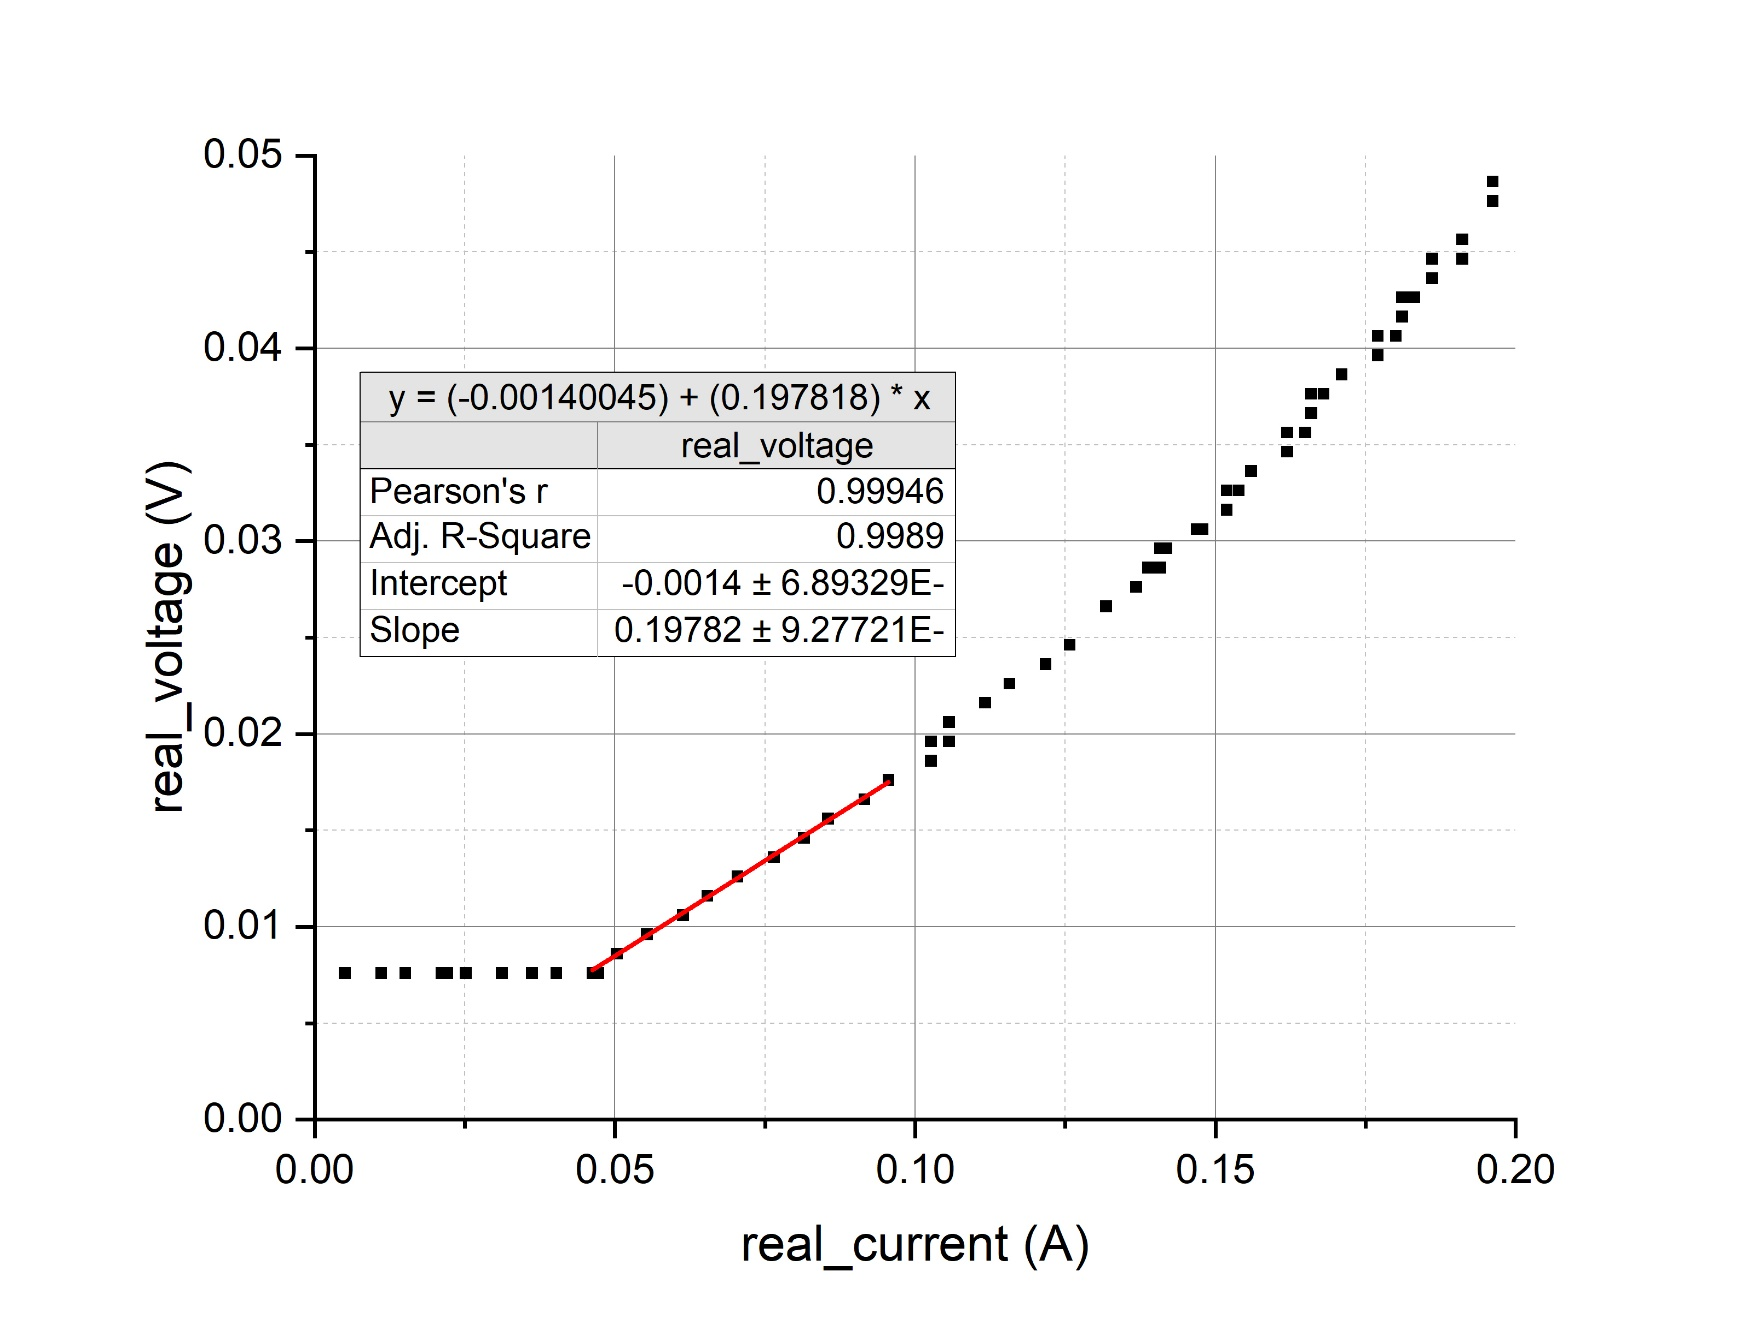 0.05
0.04
0.03
0.02
0.01
0.00
real_voltage (V)
y = (-0.00140045) + (0.197818) * x
real_voltage
Pearson's r 0.99946
Adj. R-Square 0.9989
Intercept -0.0014 ± 6.89329E-
Slope 0.19782 ± 9.27721E-
0.00 0.05 0.10 0.15 0.20
real_current (A)